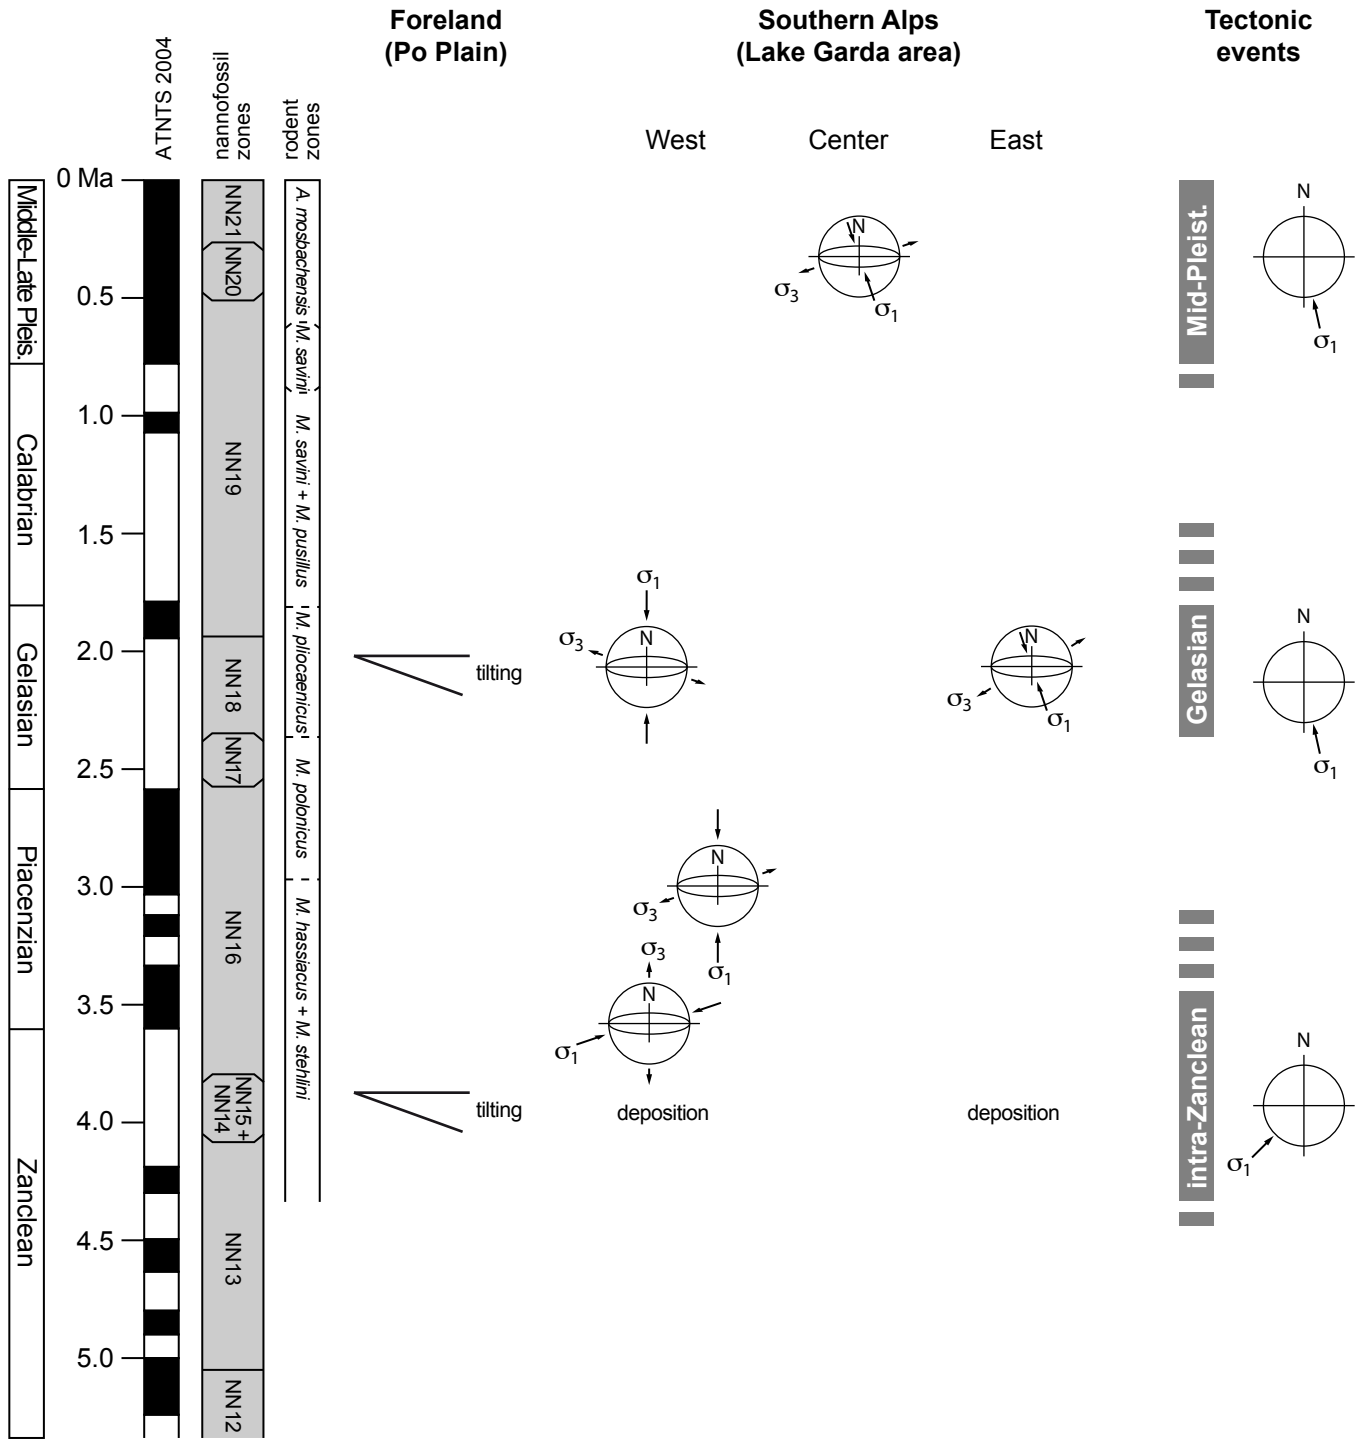 Foreland
(Po Plain)
Southern Alps
(Lake Garda area)
Tectonic
events
ATNTS 2004
nannofossil
zones
rodent
zones
West
Center
East
0 Ma
0.5
1.0
1.5
2.0
2.5
3.0
3.5
4.0
4.5
5.0
Middle-Late Pleis.
Calabrian
Gelasian
Piacenzian
Zanclean
NN21
NN20
NN19
NN18
NN17
NN16
NN15 +
NN14
NN13
NN12
A. mosbachensis
M. savini
M. savini + M. pusillus
M. pliocaenicus
M. polonicus
M. hassiacus + M. stehlini
tilting
tilting
N
σ3
σ1
σ1
N
σ3
N
σ3
σ1
N
σ3
σ1
σ3
N
σ1
deposition
deposition
Mid-Pleist.
N
σ1
Gelasian
N
σ1
intra-Zanclean
N
σ1